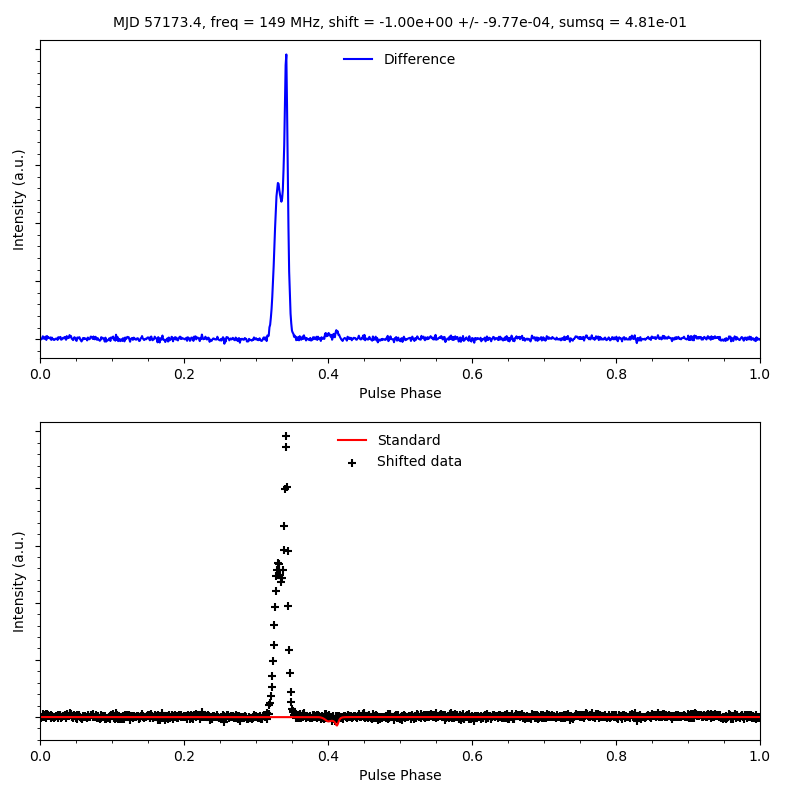 MJD 57173.4, freq = 149 MHz, shift = -1.00e+00 +/- -9.77e-04, sumsq = 4.81e-01
Difference
Intensity (a.u.)
0.0 0.2 0.4 0.6 0.8 1.0
Pulse Phase
Standard
Shifted data
Intensity (a.u.)
0.0 0.2 0.4 0.6 0.8 1.0
Pulse Phase